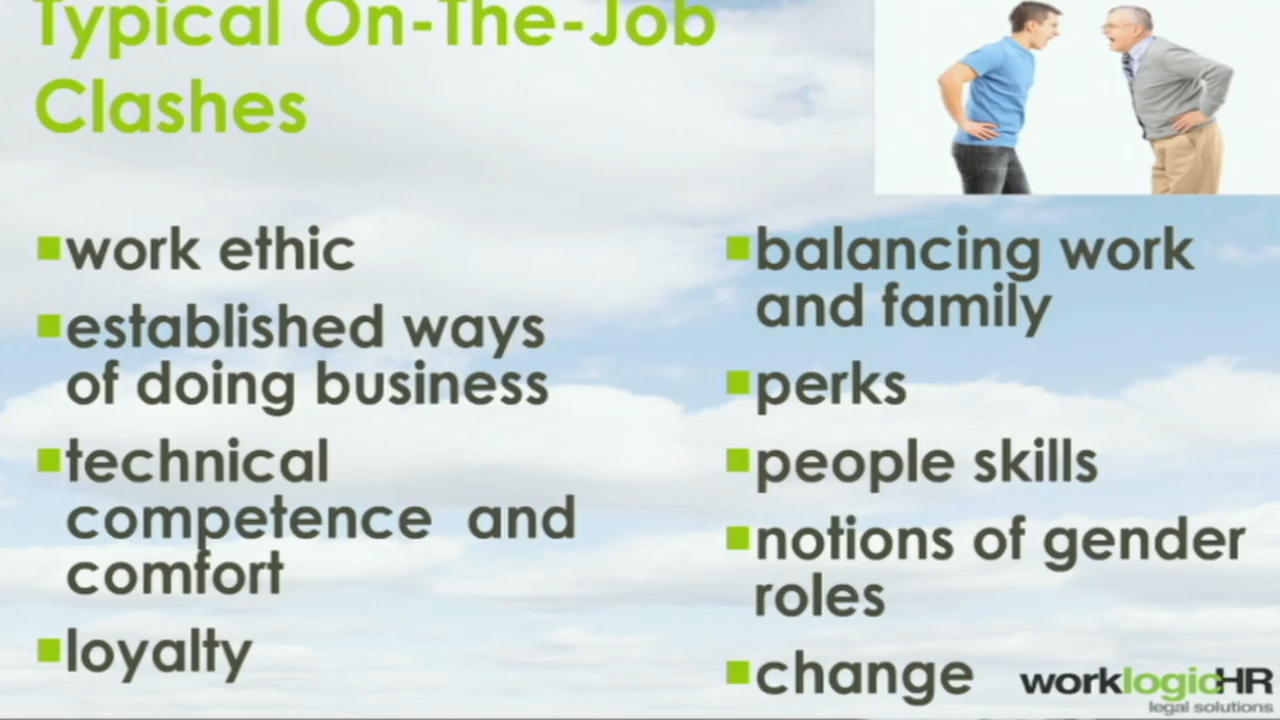 Typical On-The-Job
Clashes
work ethic
established ways
of doing business
technical
competence and
comfort
loyalty
balancing work
and family
perks
people skills
notions of gender
roles
change
worklogicHR
legal solutions